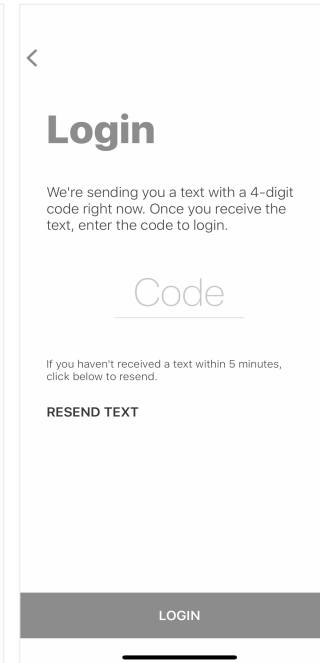 Login
We're sending you a text with a 4-digit
code right now. Once you receive the
text, enter the code to login.
Code
If you haven't received a text within 5 minutes,
click below to resend.
RESEND TEXT
LOGIN